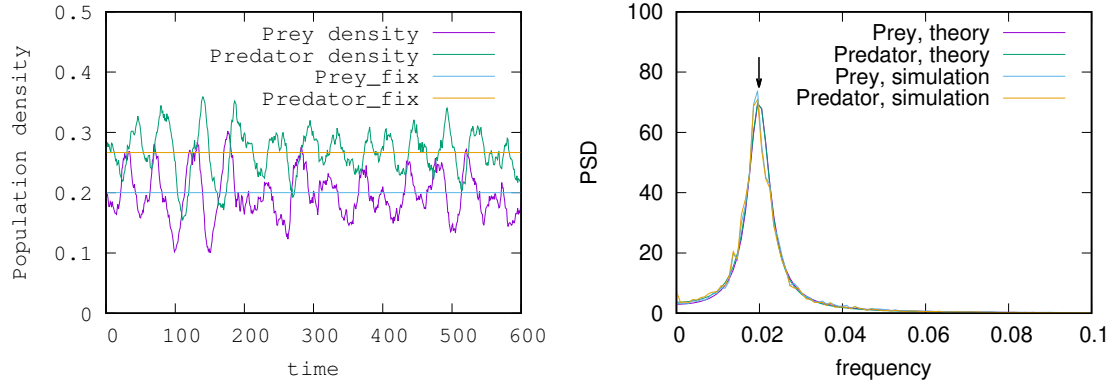 0.5
0.4
0.3
0.2
0.1
0
Population density
0 100 200 300 400 500 600
time
Prey density
Predator density
Prey_fix
Predator_fix
100
80
60
40
20
0
PSD
0 0.02 0.04 0.06 0.08 0.1
frequency
Prey, theory
Predator, theory
Prey, simulation
Predator, simulation